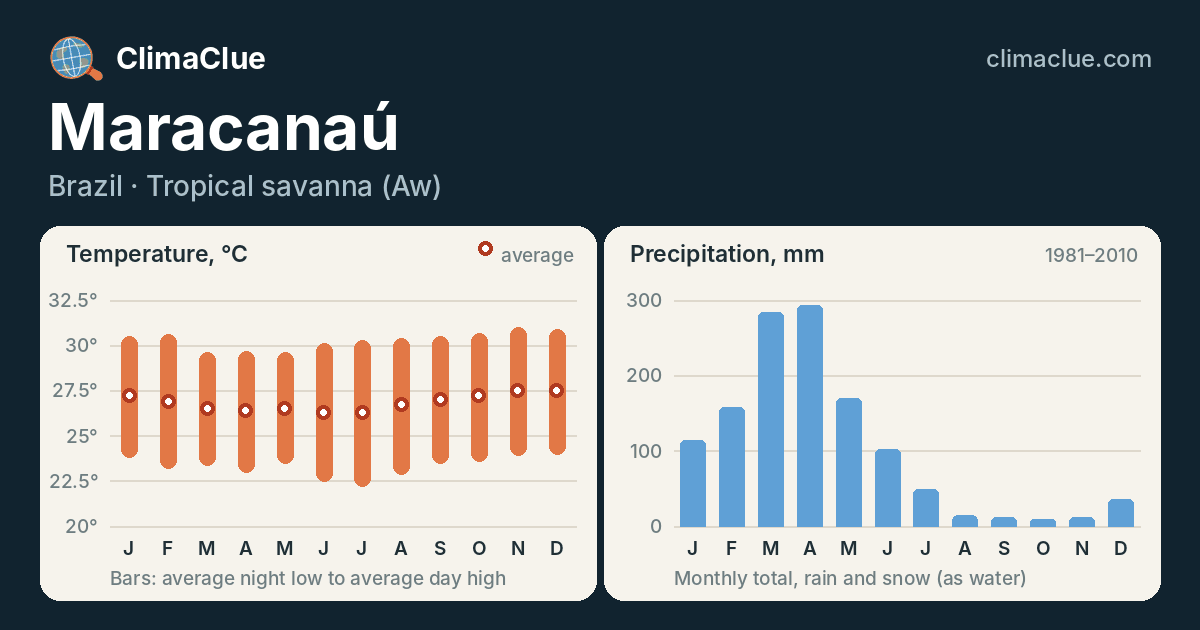 ClimaClue
climaclue.com
Maracanaú
Brazil · Tropical savanna (Aw)
Temperature, °C
average
32.5°
30°
27.5°
25°
22.5°
20°
J F M A M J J A S O N D
Bars: average night low to average day high
Precipitation, mm
1981–2010
300
200
100
0
J F M A M J J A S O N D
Monthly total, rain and snow (as water)